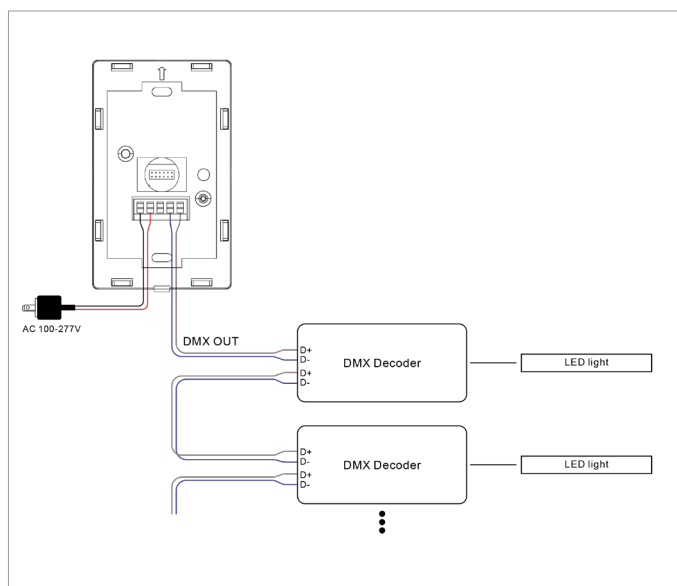 AC 100-277V
DMX OUT
D+
D-
D+
D-
DMX Decoder
LED light
D+
D-
D+
D-
DMX Decoder
LED light